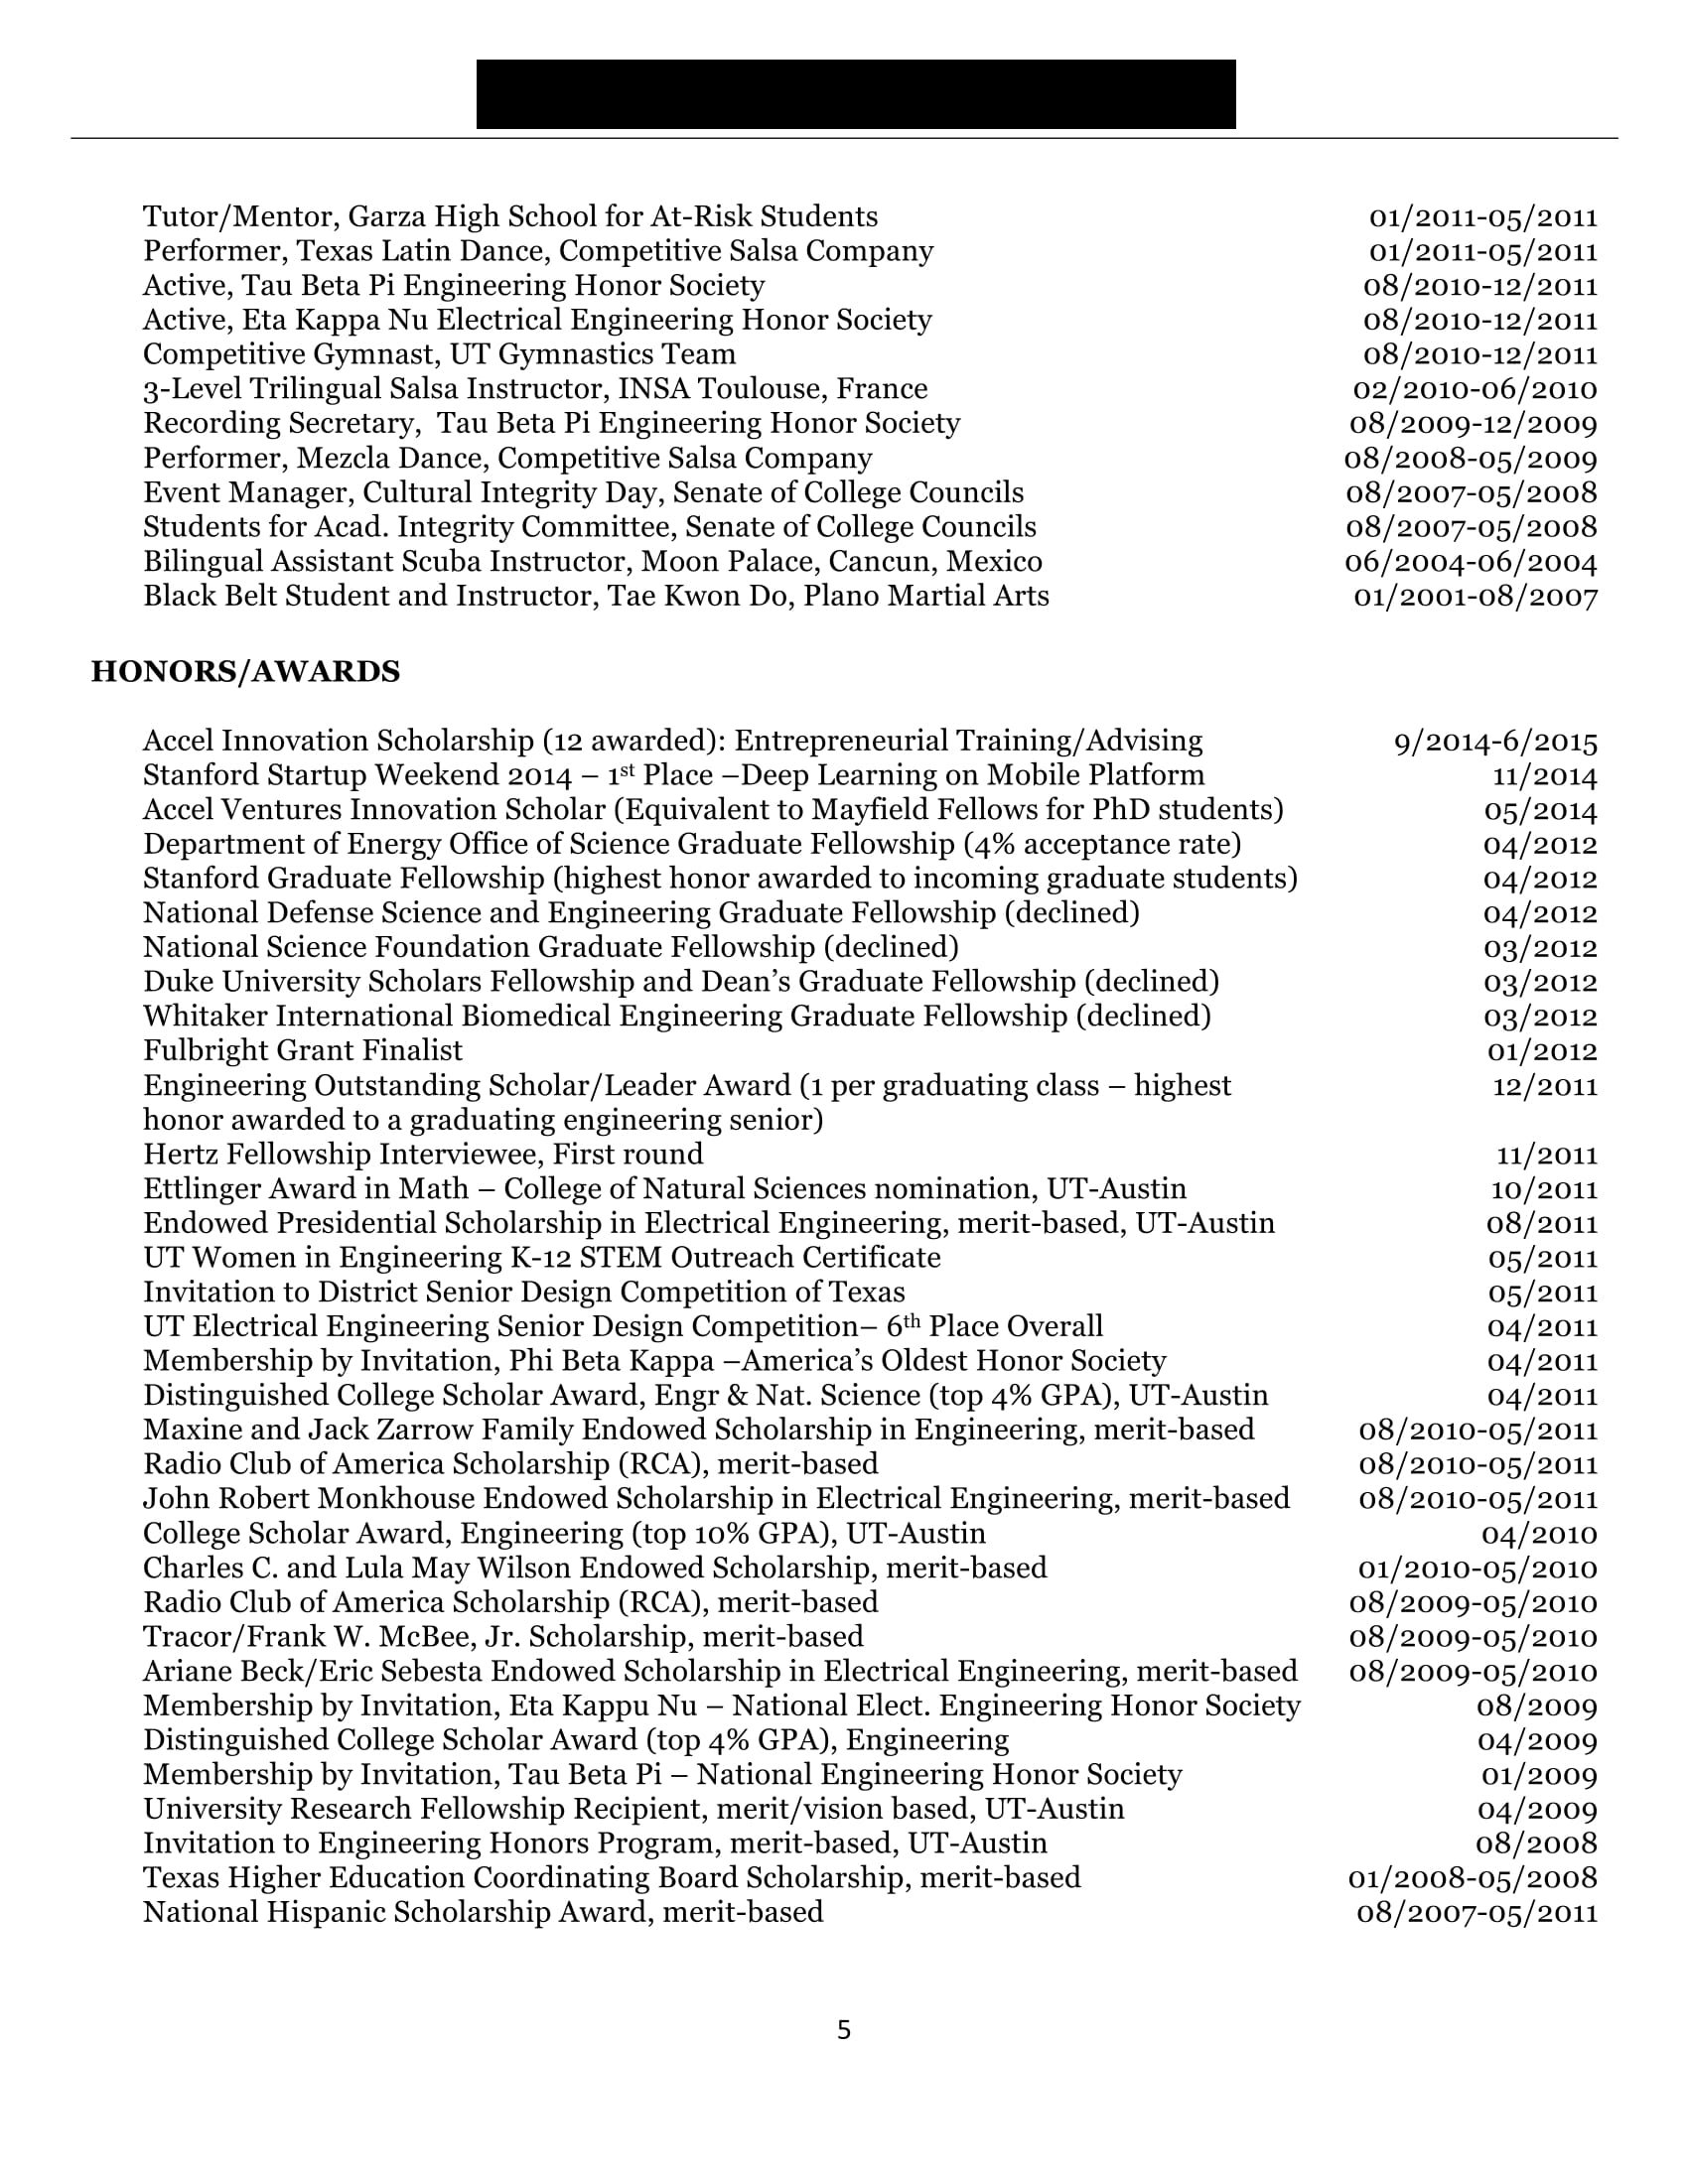 Tutor/Mentor, Garza High School for At-Risk Students 01/2011-05/2011
Performer, Texas Latin Dance, Competitive Salsa Company 01/2011-05/2011
Active, Tau Beta Pi Engineering Honor Society 08/2010-12/2011
Active, Eta Kappa Nu Electrical Engineering Honor Society 08/2010-12/2011
Competitive Gymnast, UT Gymnastics Team 08/2010-12/2011
3-Level Trilingual Salsa Instructor, INSA Toulouse, France 02/2010-06/2010
Recording Secretary,  Tau Beta Pi Engineering Honor Society 08/2009-12/2009
Performer, Mezcla Dance, Competitive Salsa Company 08/2008-05/2009
Event Manager, Cultural Integrity Day, Senate of College Councils 08/2007-05/2008
Students for Acad. Integrity Committee, Senate of College Councils 08/2007-05/2008
Bilingual Assistant Scuba Instructor, Moon Palace, Cancun, Mexico 06/2004-06/2004
Black Belt Student and Instructor, Tae Kwon Do, Plano Martial Arts 01/2001-08/2007
HONORS/AWARDS
Accel Innovation Scholarship (12 awarded): Entrepreneurial Training/Advising 9/2014-6/2015
Stanford Startup Weekend 2014 – 1st Place –Deep Learning on Mobile Platform 11/2014
Accel Ventures Innovation Scholar (Equivalent to Mayfield Fellows for PhD students) 05/2014
Department of Energy Office of Science Graduate Fellowship (4% acceptance rate) 04/2012
Stanford Graduate Fellowship (highest honor awarded to incoming graduate students) 04/2012
National Defense Science and Engineering Graduate Fellowship (declined) 04/2012
National Science Foundation Graduate Fellowship (declined) 03/2012
Duke University Scholars Fellowship and Dean’s Graduate Fellowship (declined) 03/2012
Whitaker International Biomedical Engineering Graduate Fellowship (declined) 03/2012
Fulbright Grant Finalist 01/2012
Engineering Outstanding Scholar/Leader Award (1 per graduating class – highest 12/2011
honor awarded to a graduating engineering senior)
Hertz Fellowship Interviewee, First round 11/2011
Ettlinger Award in Math – College of Natural Sciences nomination, UT-Austin 10/2011
Endowed Presidential Scholarship in Electrical Engineering, merit-based, UT-Austin 08/2011
UT Women in Engineering K-12 STEM Outreach Certificate 05/2011
Invitation to District Senior Design Competition of Texas 05/2011
UT Electrical Engineering Senior Design Competition– 6th Place Overall 04/2011
Membership by Invitation, Phi Beta Kappa –America’s Oldest Honor Society 04/2011
Distinguished College Scholar Award, Engr & Nat. Science (top 4% GPA), UT-Austin 04/2011
Maxine and Jack Zarrow Family Endowed Scholarship in Engineering, merit-based 08/2010-05/2011
Radio Club of America Scholarship (RCA), merit-based 08/2010-05/2011
John Robert Monkhouse Endowed Scholarship in Electrical Engineering, merit-based 08/2010-05/2011
College Scholar Award, Engineering (top 10% GPA), UT-Austin 04/2010
Charles C. and Lula May Wilson Endowed Scholarship, merit-based 01/2010-05/2010
Radio Club of America Scholarship (RCA), merit-based 08/2009-05/2010
Tracor/Frank W. McBee, Jr. Scholarship, merit-based 08/2009-05/2010
Ariane Beck/Eric Sebesta Endowed Scholarship in Electrical Engineering, merit-based 08/2009-05/2010
Membership by Invitation, Eta Kappu Nu – National Elect. Engineering Honor Society 08/2009
Distinguished College Scholar Award (top 4% GPA), Engineering 04/2009
Membership by Invitation, Tau Beta Pi – National Engineering Honor Society 01/2009
University Research Fellowship Recipient, merit/vision based, UT-Austin 04/2009
Invitation to Engineering Honors Program, merit-based, UT-Austin 08/2008
Texas Higher Education Coordinating Board Scholarship, merit-based 01/2008-05/2008
National Hispanic Scholarship Award, merit-based 08/2007-05/2011
5